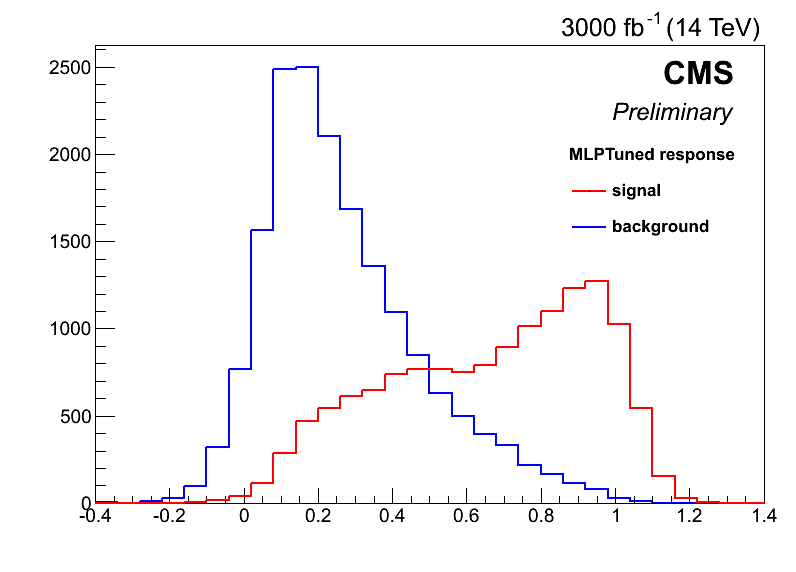 3000 fb-1 (14 TeV)
CMS
Preliminary
MLPTuned response
signal
background
2500
2000
1500
1000
500
0
-0.4 -0.2 0 0.2 0.4 0.6 0.8 1 1.2 1.4